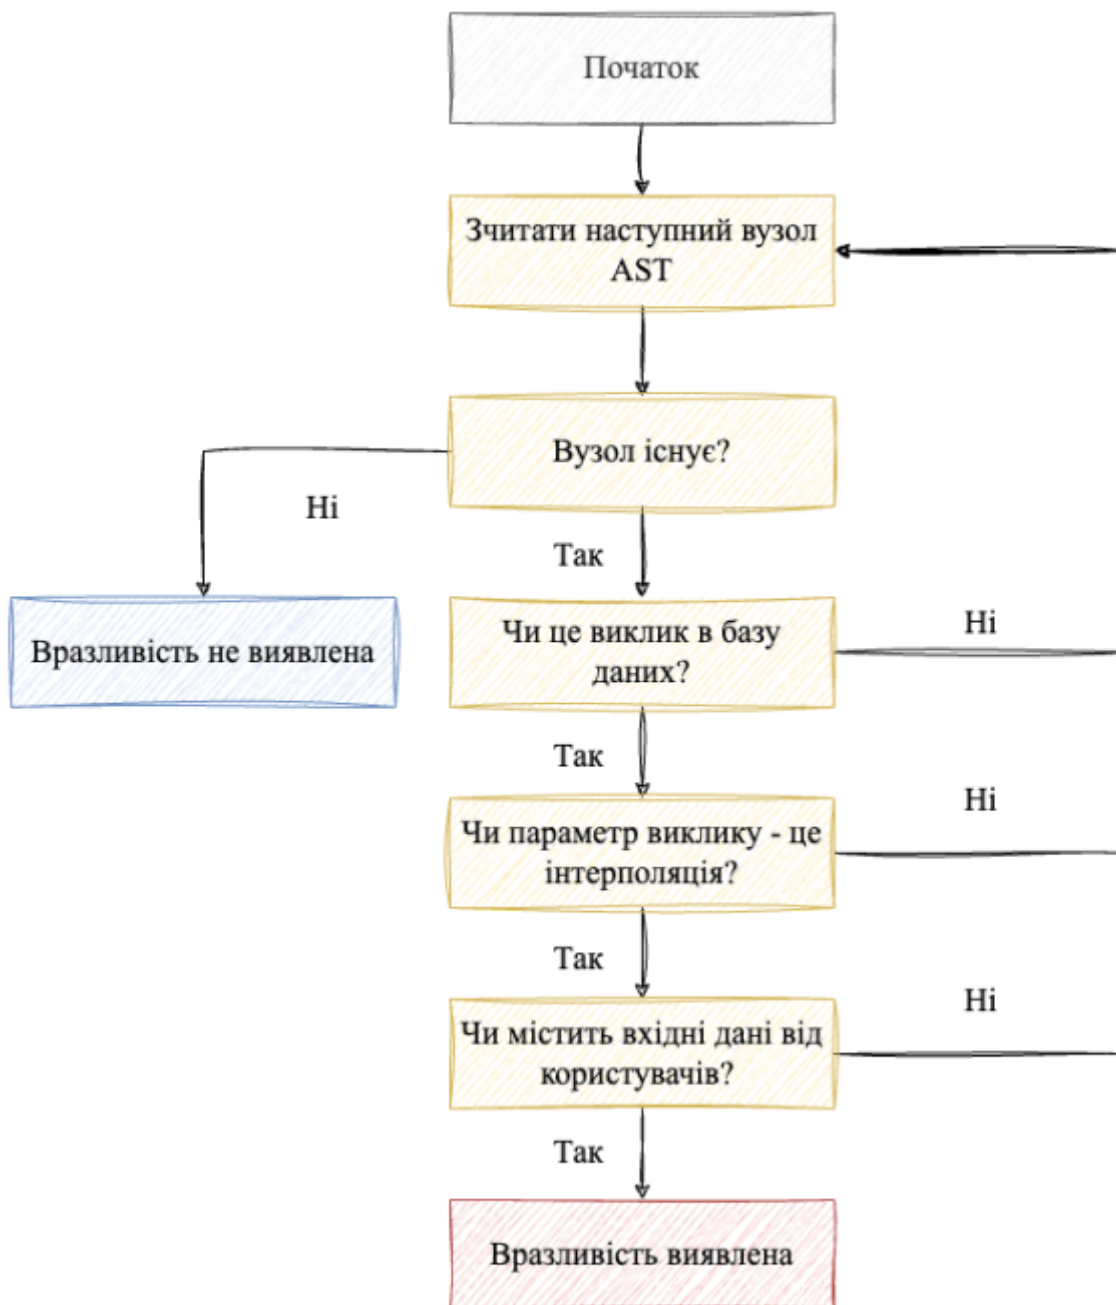 Початок
Зчитати наступний вузол
AST
Вузол існує?
Ні
Так
Вразливість не виявлена
Чи це виклик в базу
даних?
Ні
Так
Чи параметр виклику - це
інтерполяція?
Ні
Так
Чи містить вхідні дані від
користувачів?
Ні
Так
Вразливість виявлена